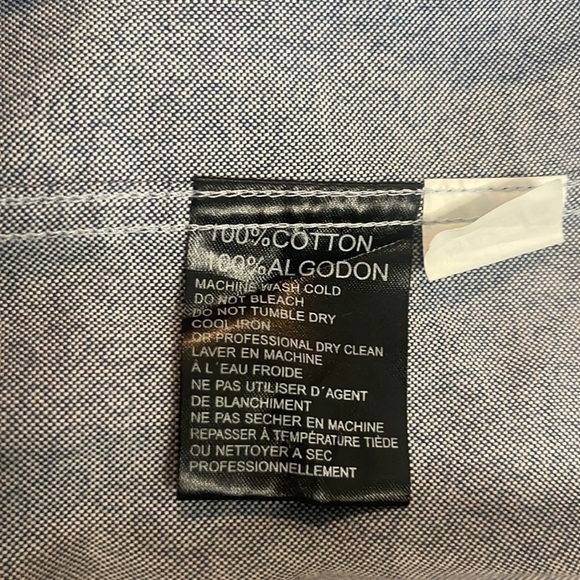 100%COTTON
100%ALGODON
MACHINE WASH COLD
DO NOT BLEACH
DO NOT TUMBLE DRY
COOL IRON
OR PROFESSIONAL DRY CLEAN
LAVER EN MACHINE
À L´EAU FROIDE
NE PAS UTILISER D´AGENT
DE BLANCHIMENT
NE PAS SECHER EN MACHINE
REPASSER À TEMPÉRATURE TIÈDE
OU NETTOYER A SEC
PROFESSIONNELLEMENT